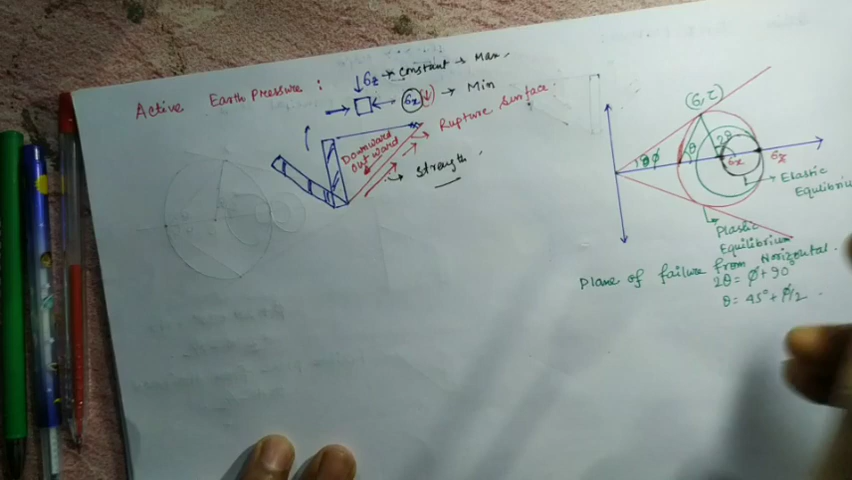 Active Earth Pressure :
↓σz → constant → Max.
σx ↓ → Min
Downward
outward
Rupture Surface
Strength
(σ, τ)
φ
θ
2θ
σx
σz
Elastic
Equilibrium
Plastic
Equilibrium
Plane of failure from Horizontal.
2θ = φ + 90°
θ = 45° + φ/2